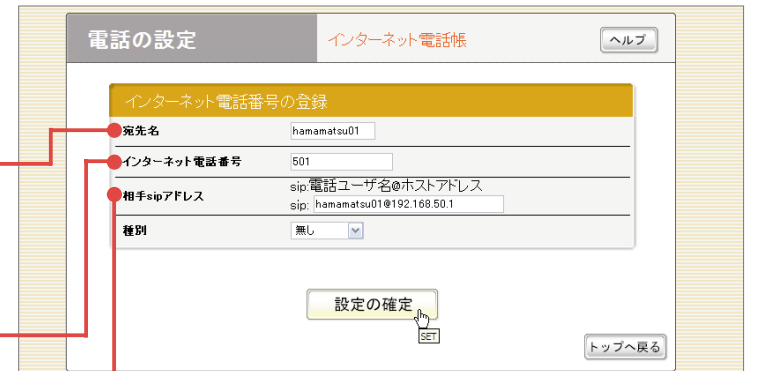 電話の設定
インターネット電話帳
ヘルプ
インターネット電話番号の登録
宛先名 hamamatsu01
インターネット電話番号 501
sip:電話ユーザ名@ホストアドレス
相手sipアドレス
sip: hamamatsu01@192.168.50.1
種別 無し
設定の確定
SET
トップへ戻る